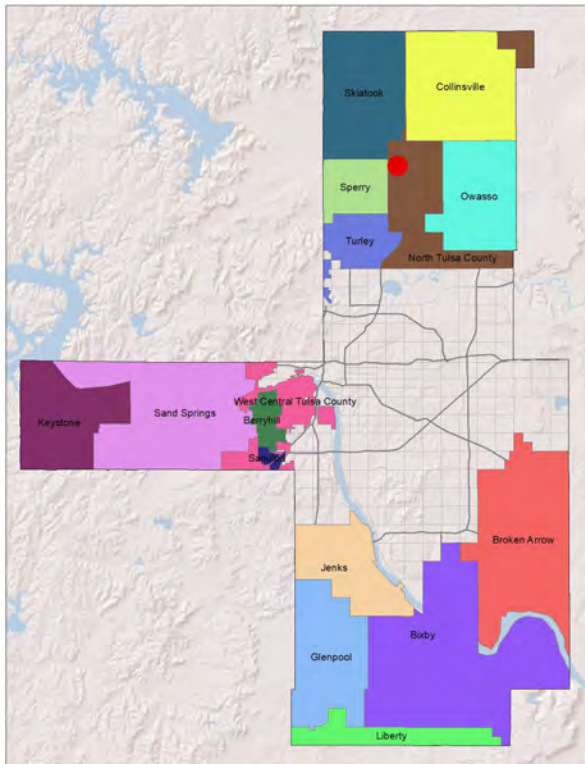 Skiatook
Collinsville
Sperry
Owasso
Turley
North Tulsa County
West Central Tulsa County
Keystone
Sand Springs
Berryhill
Sapulpa
Broken Arrow
Jenks
Bixby
Glenpool
Liberty